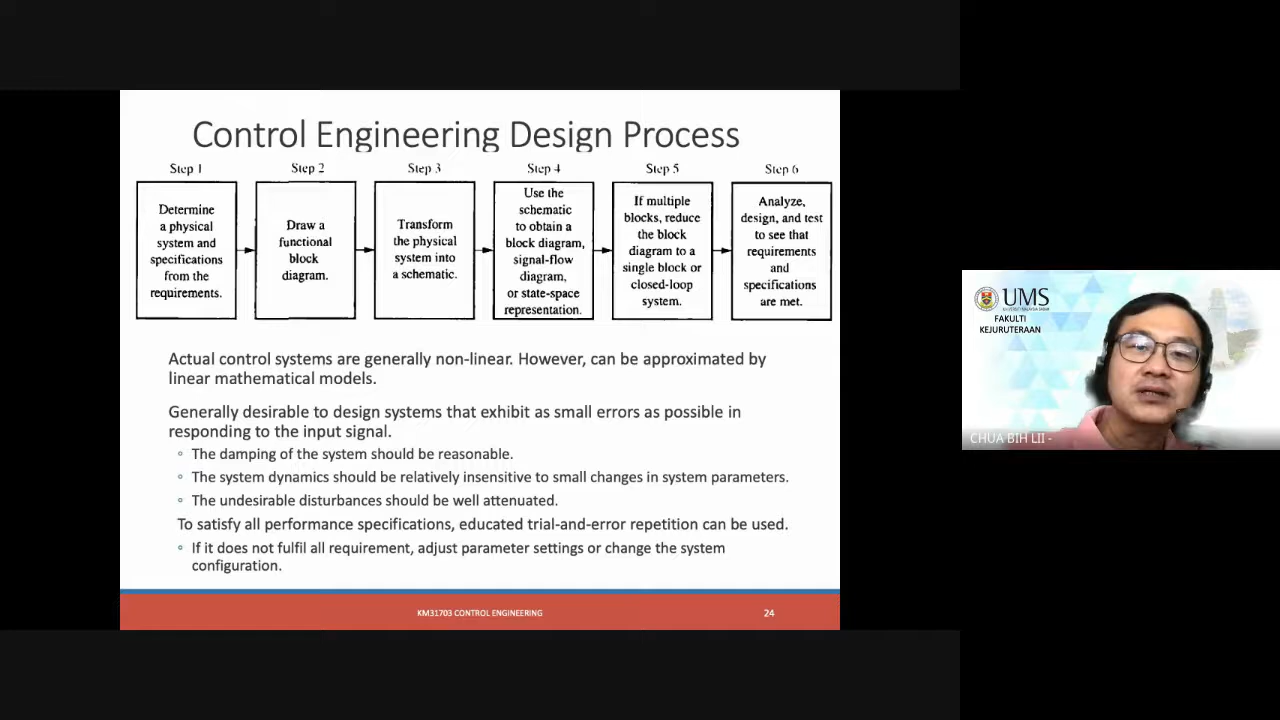 Control Engineering Design Process
Step 1
Determine
a physical
system and
specifications
from the
requirements.
Step 2
Draw a
functional
block
diagram.
Step 3
Transform
the physical
system into
a schematic.
Step 4
Use the
schematic
to obtain a
block diagram,
signal-flow
diagram,
or state-space
representation.
Step 5
If multiple
blocks, reduce
the block
diagram to a
single block or
closed-loop
system.
Step 6
Analyze,
design, and test
to see that
requirements
and
specifications
are met.
Actual control systems are generally non-linear. However, can be approximated by
linear mathematical models.
Generally desirable to design systems that exhibit as small errors as possible in
responding to the input signal.
The damping of the system should be reasonable.
The system dynamics should be relatively insensitive to small changes in system parameters.
The undesirable disturbances should be well attenuated.
To satisfy all performance specifications, educated trial-and-error repetition can be used.
If it does not fulfil all requirement, adjust parameter settings or change the system
configuration.
KM31703 CONTROL ENGINEERING
24
UMS
UNIVERSITI MALAYSIA SABAH
FAKULTI
KEJURUTERAAN
CHUA BIH LII -